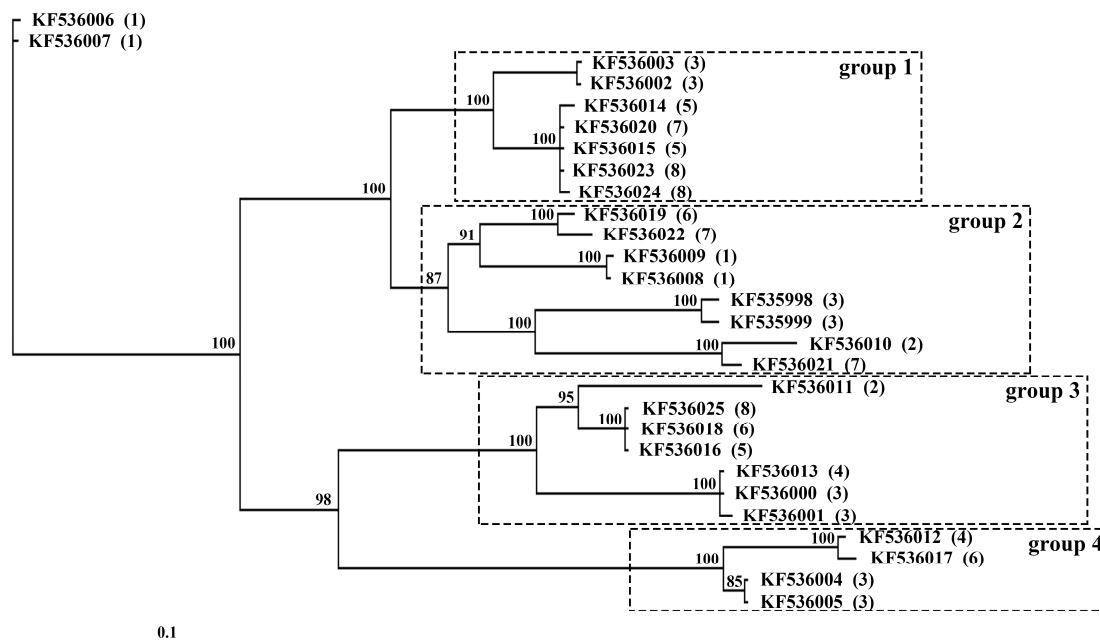 KF536006 (1)
KF536007 (1)
KF536003 (3)
group 1
KF536002 (3)
100
KF536014 (5)
KF536020 (7)
100
KF536015 (5)
KF536023 (8)
100
KF536024 (8)
100
KF536019 (6)
group 2
91
KF536022 (7)
100
KF536009 (1)
87
KF536008 (1)
100
KF535998 (3)
100
KF535999 (3)
100
100
KF536010 (2)
KF536021 (7)
KF536011 (2)
group 3
95
KF536025 (8)
100
KF536018 (6)
100
KF536016 (5)
KF536013 (4)
100
KF536000 (3)
98
KF536001 (3)
100
KF536012 (4)
group 4
100
KF536017 (6)
85
KF536004 (3)
KF536005 (3)
0.1